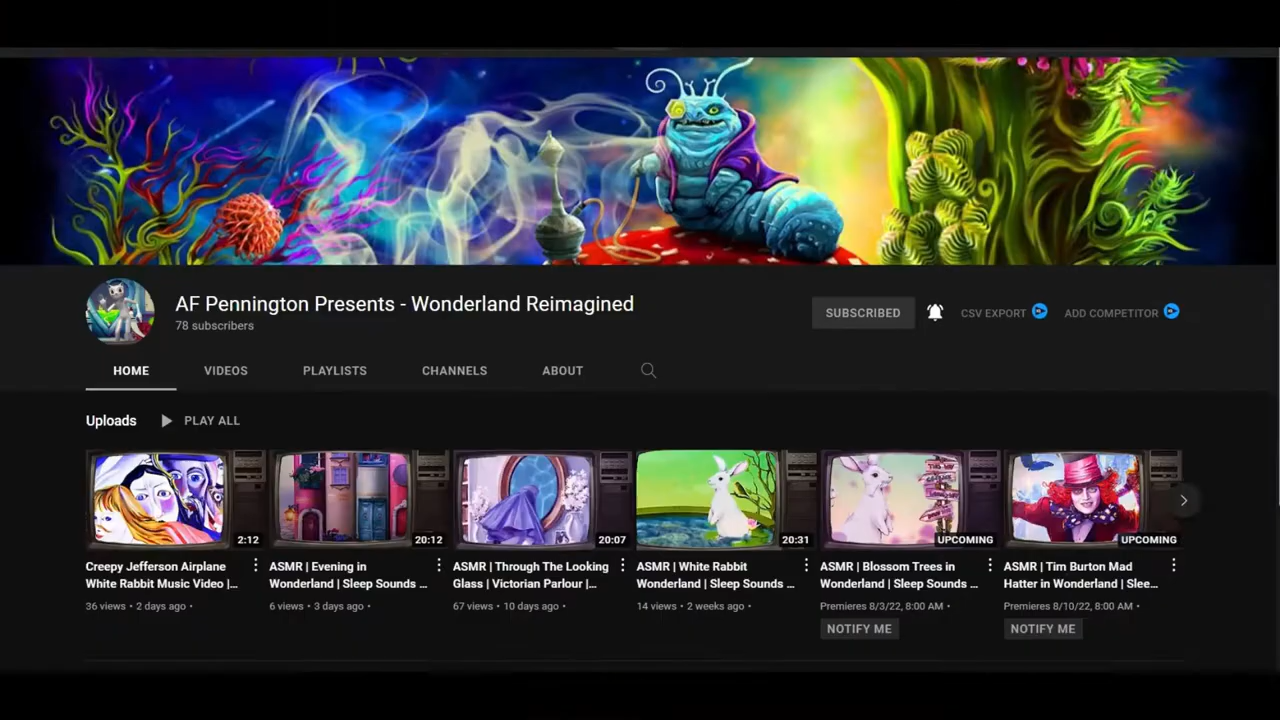 AF Pennington Presents - Wonderland Reimagined
78 subscribers
SUBSCRIBED
CSV EXPORT
ADD COMPETITOR
HOME
VIDEOS
PLAYLISTS
CHANNELS
ABOUT
Uploads
PLAY ALL
2:12
20:12
20:07
20:31
UPCOMING
UPCOMING
Creepy Jefferson Airplane
White Rabbit Music Video |...
36 views • 2 days ago •
ASMR | Evening in
Wonderland | Sleep Sounds ...
6 views • 3 days ago •
ASMR | Through The Looking
Glass | Victorian Parlour |...
67 views • 10 days ago •
ASMR | White Rabbit
Wonderland | Sleep Sounds ...
14 views • 2 weeks ago •
ASMR | Blossom Trees in
Wonderland | Sleep Sounds ...
Premieres 8/3/22, 8:00 AM •
NOTIFY ME
ASMR | Tim Burton Mad
Hatter in Wonderland | Slee...
Premieres 8/10/22, 8:00 AM •
NOTIFY ME